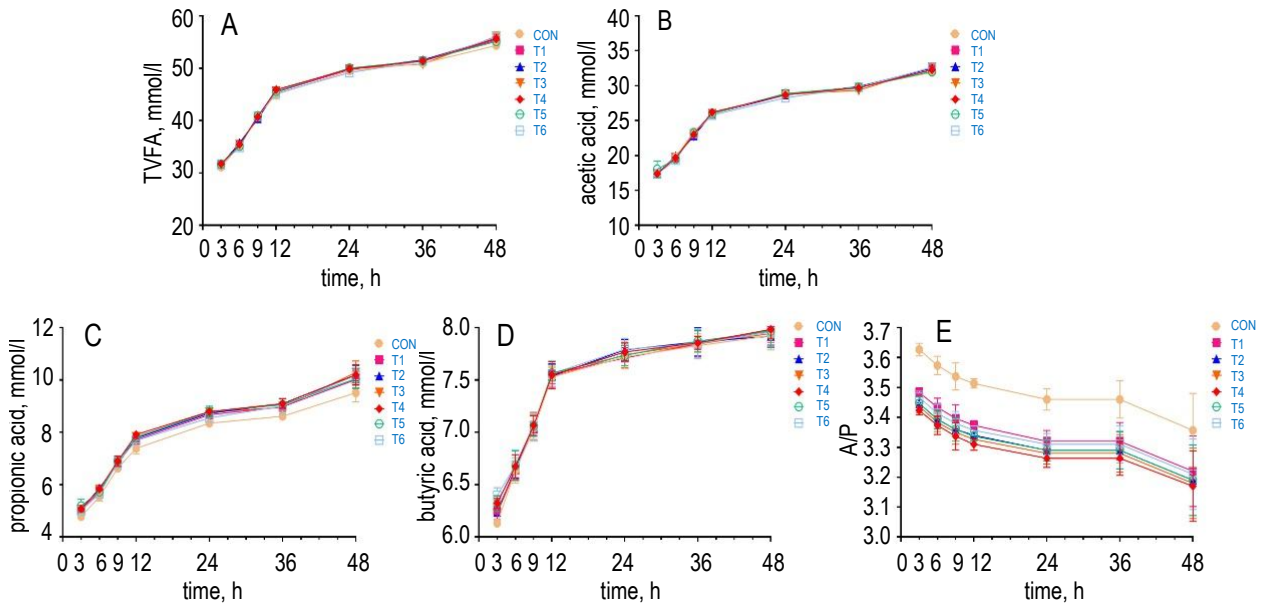 A
TVFA, mmol/l
60
50
40
30
20
0 3 6 9 12 24 36 48
time, h
CON
T1
T2
T3
T4
T5
T6
B
acetic acid, mmol/l
40
35
30
25
20
15
10
0 3 6 9 12 24 36 48
time, h
CON
T1
T2
T3
T4
T5
T6
C
propionic acid, mmol/l
12
10
8
6
4
0 3 6 9 12 24 36 48
time, h
CON
T1
T2
T3
T4
T5
T6
D
butyric acid, mmol/l
8.0
7.5
7.0
6.5
6.0
0 3 6 9 12 24 36 48
time, h
CON
T1
T2
T3
T4
T5
T6
E
A/P
3.7
3.6
3.5
3.4
3.3
3.2
3.1
3.0
0 3 6 9 12 24 36 48
time, h
CON
T1
T2
T3
T4
T5
T6